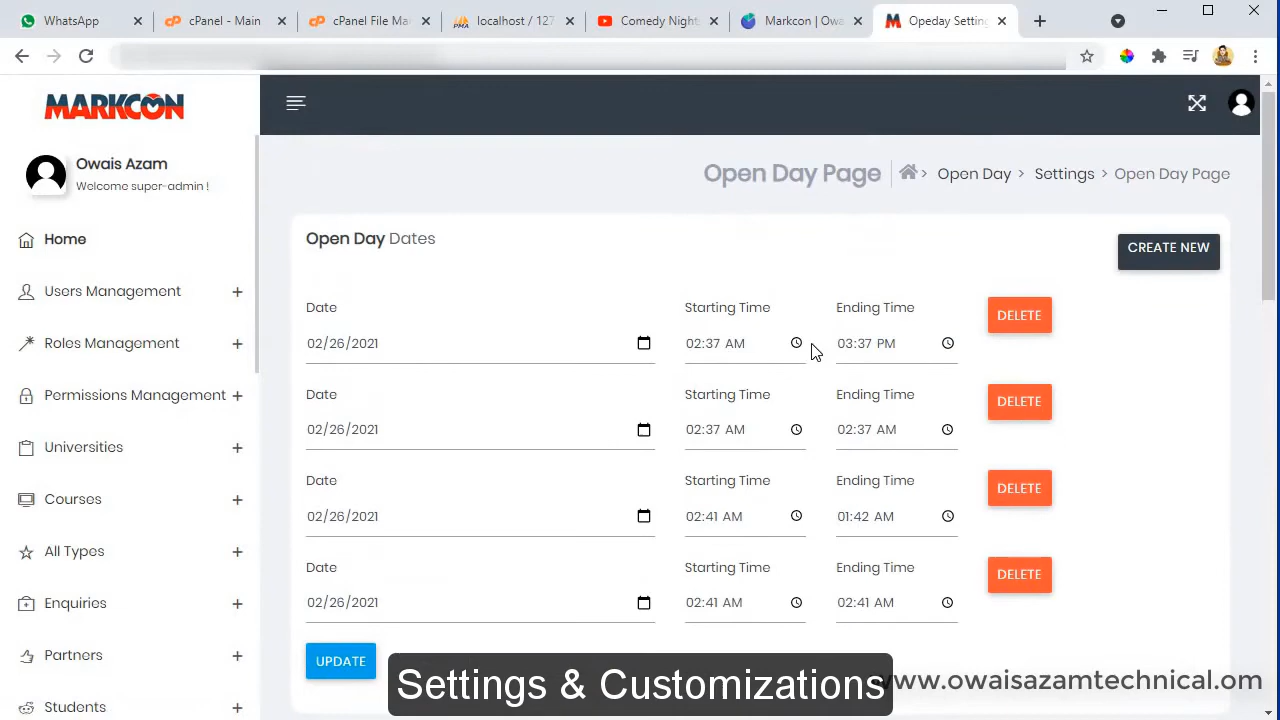 WhatsApp
cPanel - Main
cPanel File Ma
localhost / 127
Comedy Night
Markcon | Owa
Opeday Settin
MARKCON
Owais Azam
Welcome super-admin !
Home
Users Management +
Roles Management +
Permissions Management +
Universities +
Courses +
All Types +
Enquiries +
Partners +
Students +
Open Day Page
> Open Day > Settings > Open Day Page
Open Day Dates
CREATE NEW
Date Starting Time Ending Time
02/26/2021 02:37 AM 03:37 PM
DELETE
Date Starting Time Ending Time
02/26/2021 02:37 AM 02:37 AM
DELETE
Date Starting Time Ending Time
02/26/2021 02:41 AM 01:42 AM
DELETE
Date Starting Time Ending Time
02/26/2021 02:41 AM 02:41 AM
DELETE
UPDATE
Settings & Customizations
www.owaisazamtechnical.om